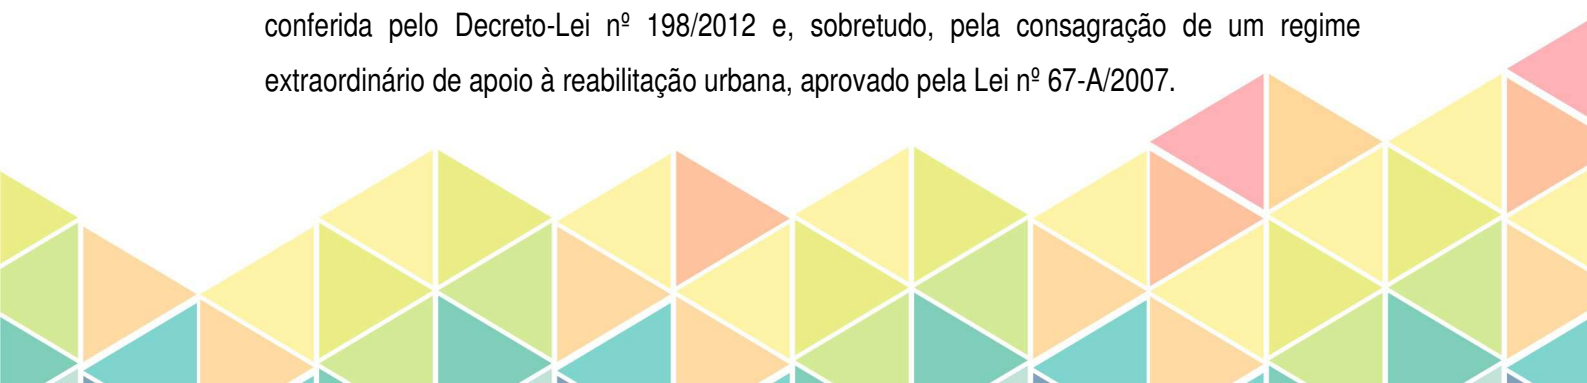 conferida pelo Decreto-Lei nº 198/2012 e, sobretudo, pela consagração de um regime
extraordinário de apoio à reabilitação urbana, aprovado pela Lei nº 67-A/2007.